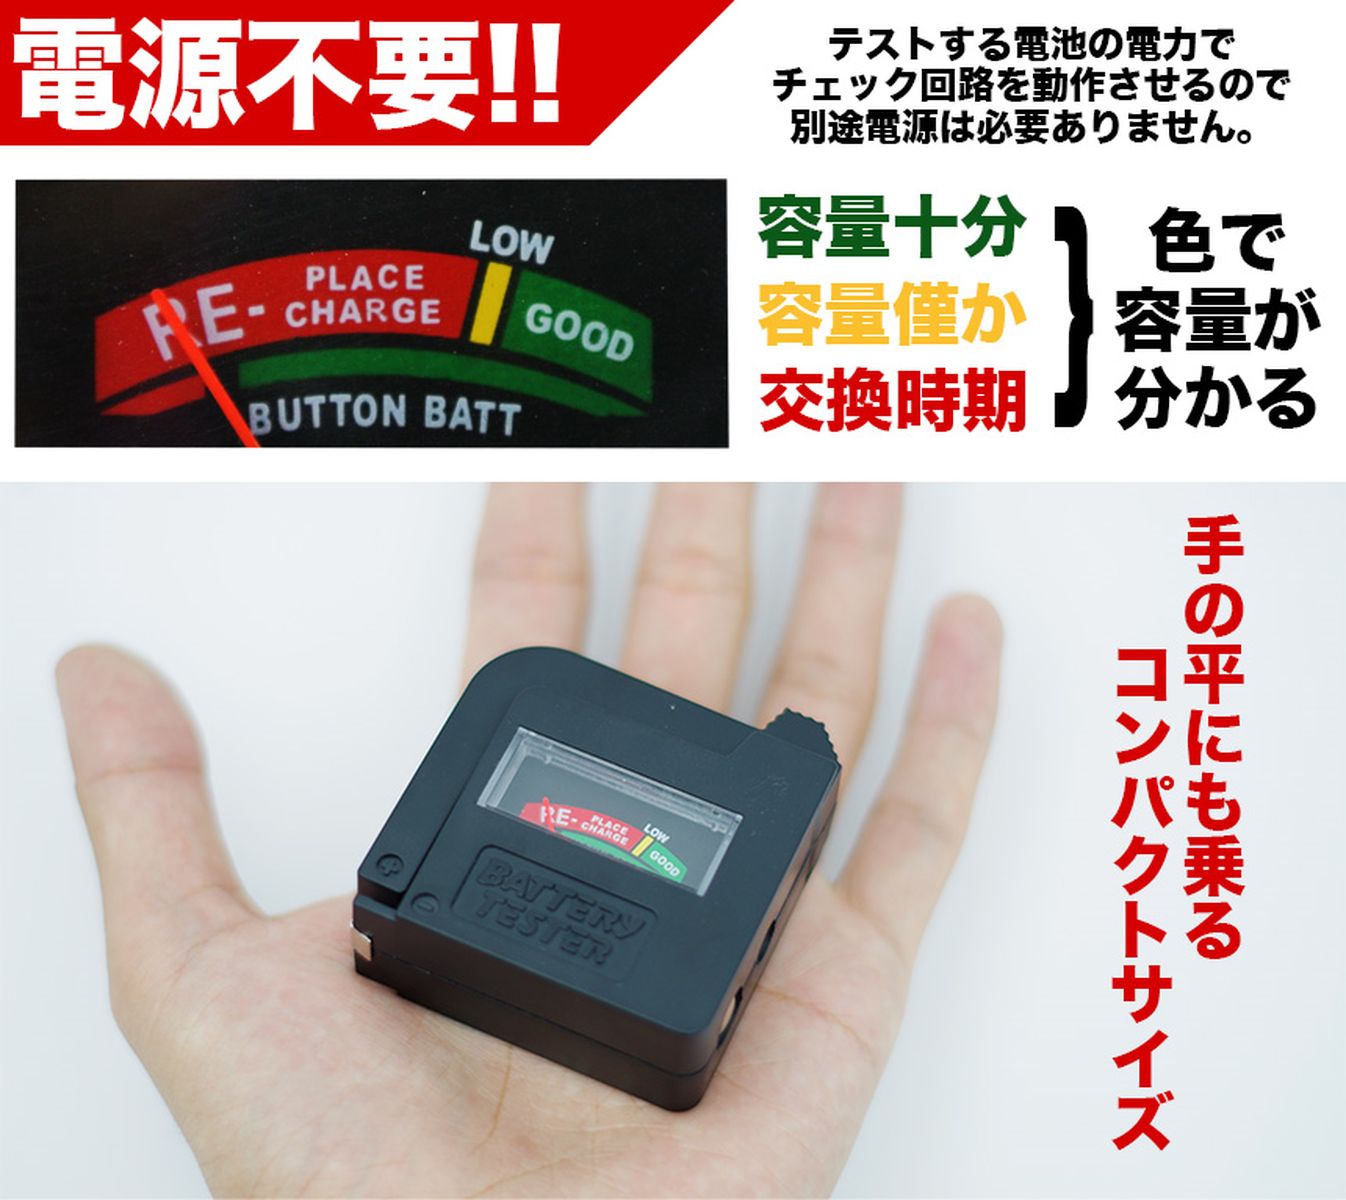 電源不要!!
テストする電池の電力で
チェック回路を動作させるので
別途電源は必要ありません。
LOW
RE- PLACE
CHARGE
GOOD
BUTTON BATT
容量十分
容量僅か
交換時期
}
色で
容量が
分かる
手の平にも乗る
コンパクトサイズ
RE- PLACE
CHARGE
LOW
GOOD
BATTERY
TESTER
+
-